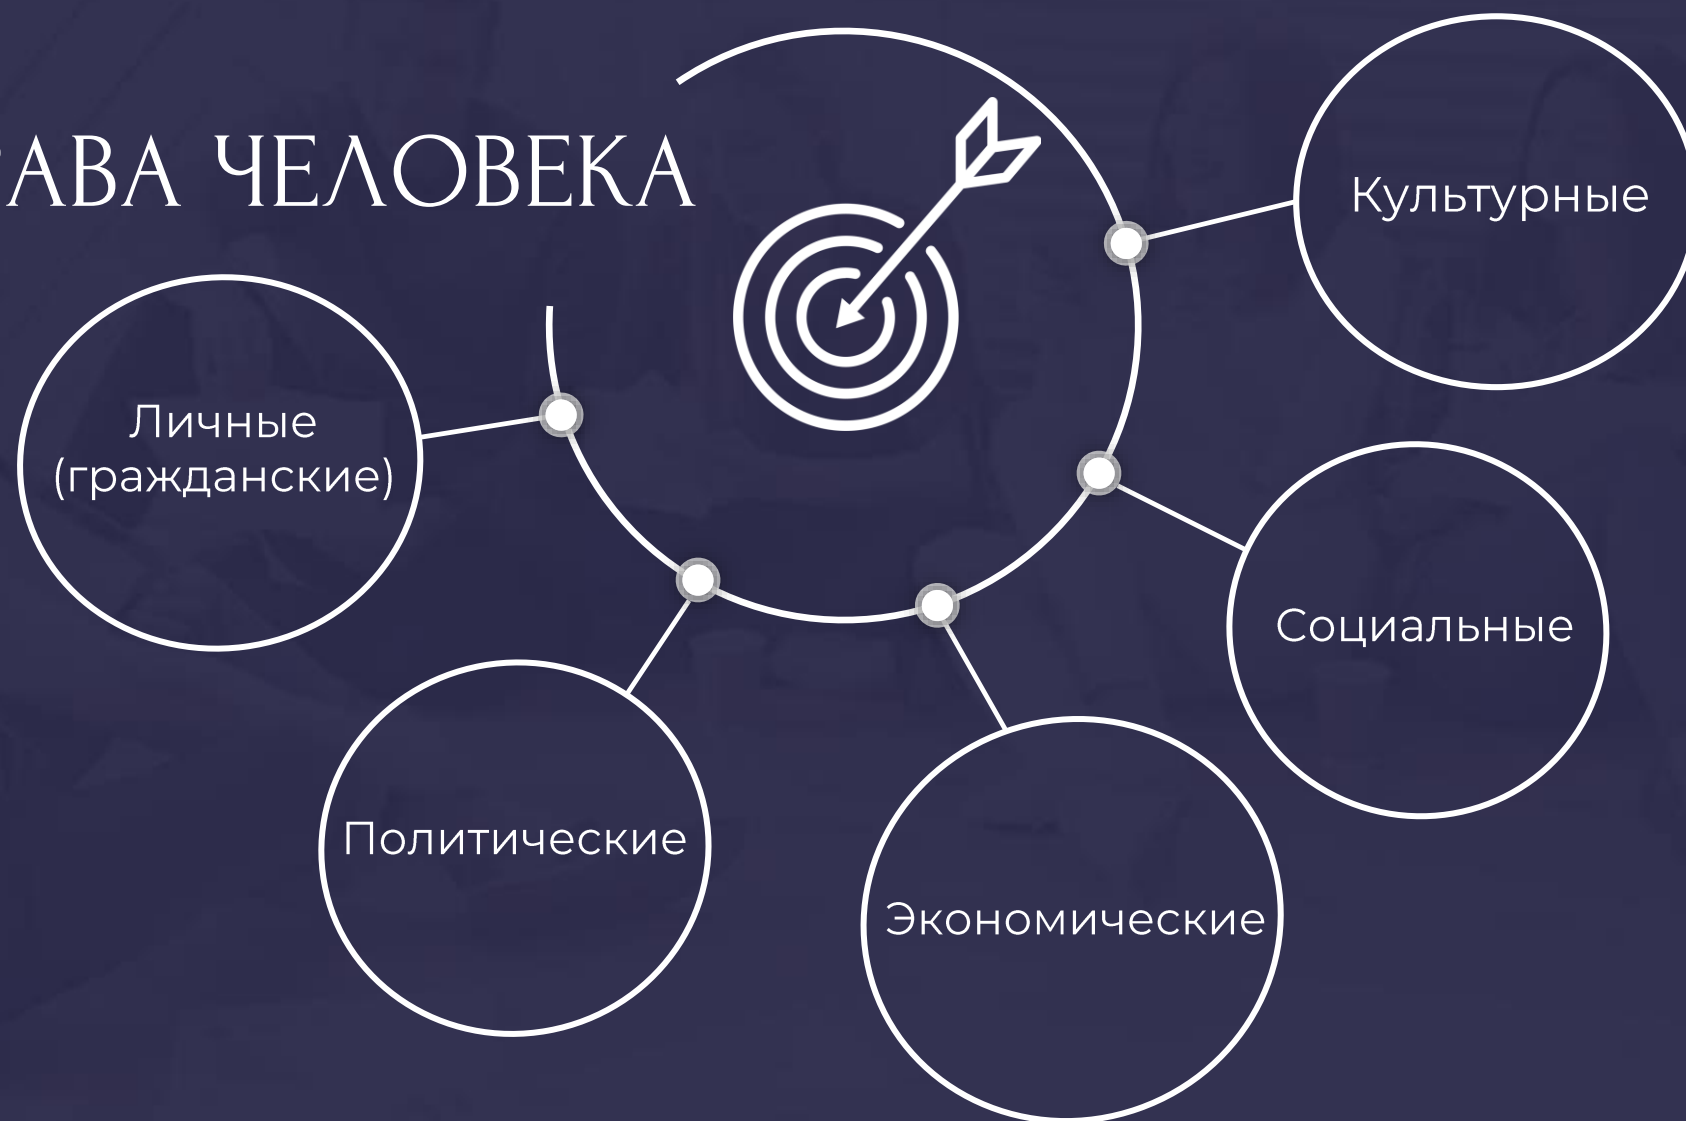 АВА ЧЕЛОВЕКА
Культурные
Личные
(гражданские)
Социальные
Политические
Экономические